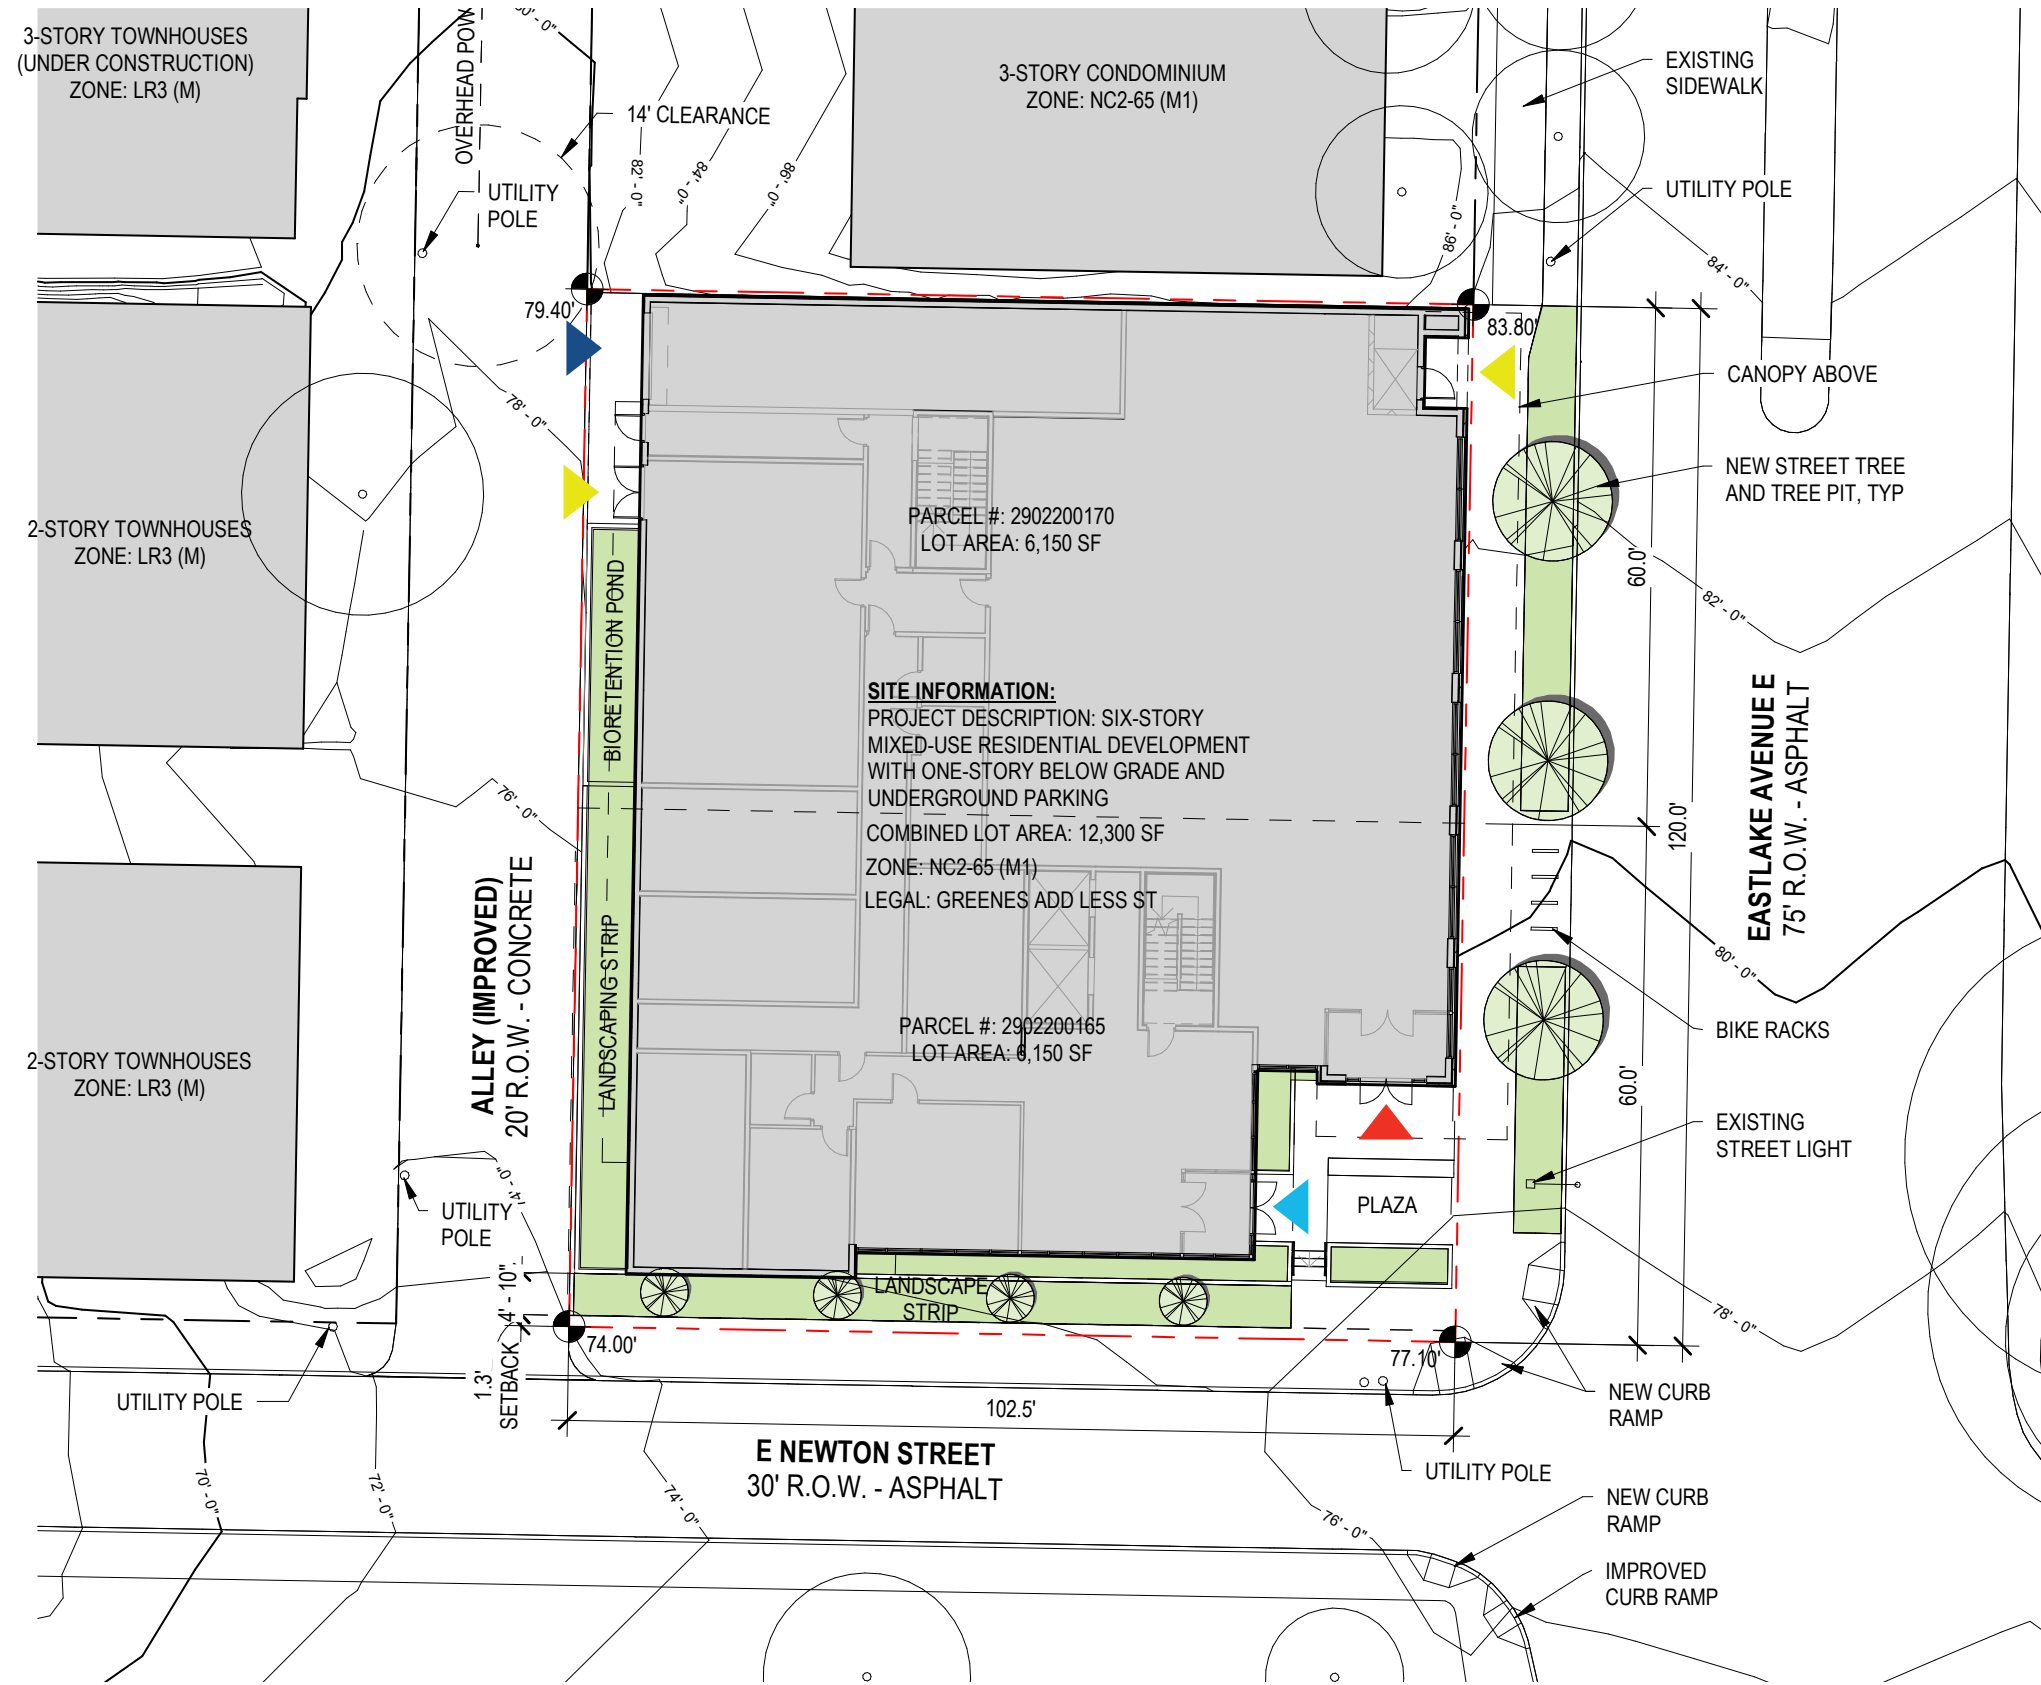 3-STORY TOWNHOUSES
(UNDER CONSTRUCTION)
ZONE: LR3 (M)
OVERHEAD POW
14' CLEARANCE
UTILITY
POLE
82' - 0"
84' - 0"
86' - 0"
3-STORY CONDOMINIUM
ZONE: NC2-65 (M1)
86' - 0"
EXISTING
SIDEWALK
UTILITY POLE
84' - 0"
79.40'
83.80'
CANOPY ABOVE
78' - 0"
NEW STREET TREE
AND TREE PIT, TYP
2-STORY TOWNHOUSES
ZONE: LR3 (M)
PARCEL #: 2902200170
LOT AREA: 6,150 SF
60.0'
82' - 0"
BIORETENTION POND
SITE INFORMATION:
PROJECT DESCRIPTION: SIX-STORY
MIXED-USE RESIDENTIAL DEVELOPMENT
WITH ONE-STORY BELOW GRADE AND
UNDERGROUND PARKING
COMBINED LOT AREA: 12,300 SF
ZONE: NC2-65 (M1)
LEGAL: GREENES ADD LESS ST
76' - 0"
120.0'
EASTLAKE AVENUE E
75' R.O.W. - ASPHALT
ALLEY (IMPROVED)
20' R.O.W. - CONCRETE
LANDSCAPING STRIP
80' - 0"
BIKE RACKS
PARCEL #: 2902200165
LOT AREA: 6,150 SF
2-STORY TOWNHOUSES
ZONE: LR3 (M)
60.0'
EXISTING
STREET LIGHT
UTILITY
POLE
PLAZA
4' - 10"
LANDSCAPE
STRIP
78' - 0"
74.00'
77.10'
1.3'
SETBACK
UTILITY POLE
102.5'
NEW CURB
RAMP
E NEWTON STREET
30' R.O.W. - ASPHALT
UTILITY POLE
70' - 0"
72' - 0"
74' - 0"
76' - 0"
NEW CURB
RAMP
IMPROVED
CURB RAMP